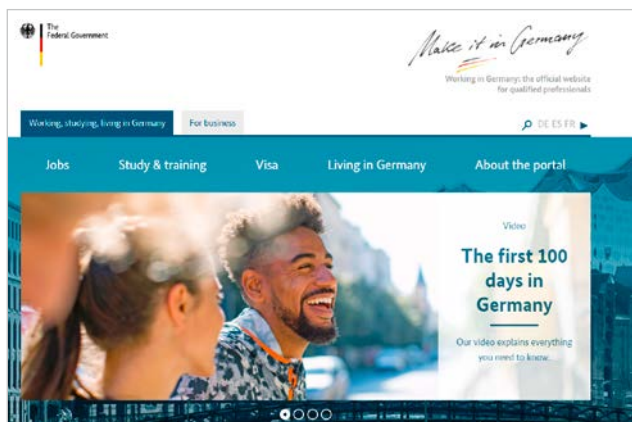 The
Federal Government
Make it in Germany
Working in Germany: the official website
for qualified professionals
Working, studying, living in Germany
For business
DE ES FR
Jobs
Study & training
Visa
Living in Germany
About the portal
Video
The first 100
days in
Germany
Our video explains everything
you need to know...